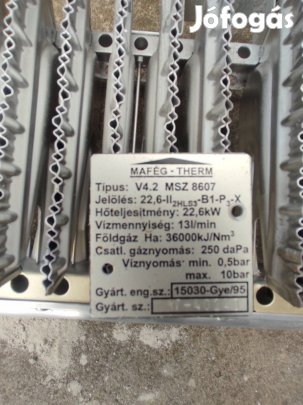 Jófogás
MAFÉG - THERM
Típus: V4.2 MSZ 8607
Jelölés: 22,6-II2HLS3-B1-P3-X
Hőteljesítmény: 22,6kW
Vízmennyiség: 13l/min
Földgáz Ha: 36000kJ/Nm³
Csatl. gáznyomás: 250 daPa
Víznyomás: min. 0,5bar
max. 10bar
Gyárt. eng.sz.: 15030-Gye/95
Gyárt. sz.: